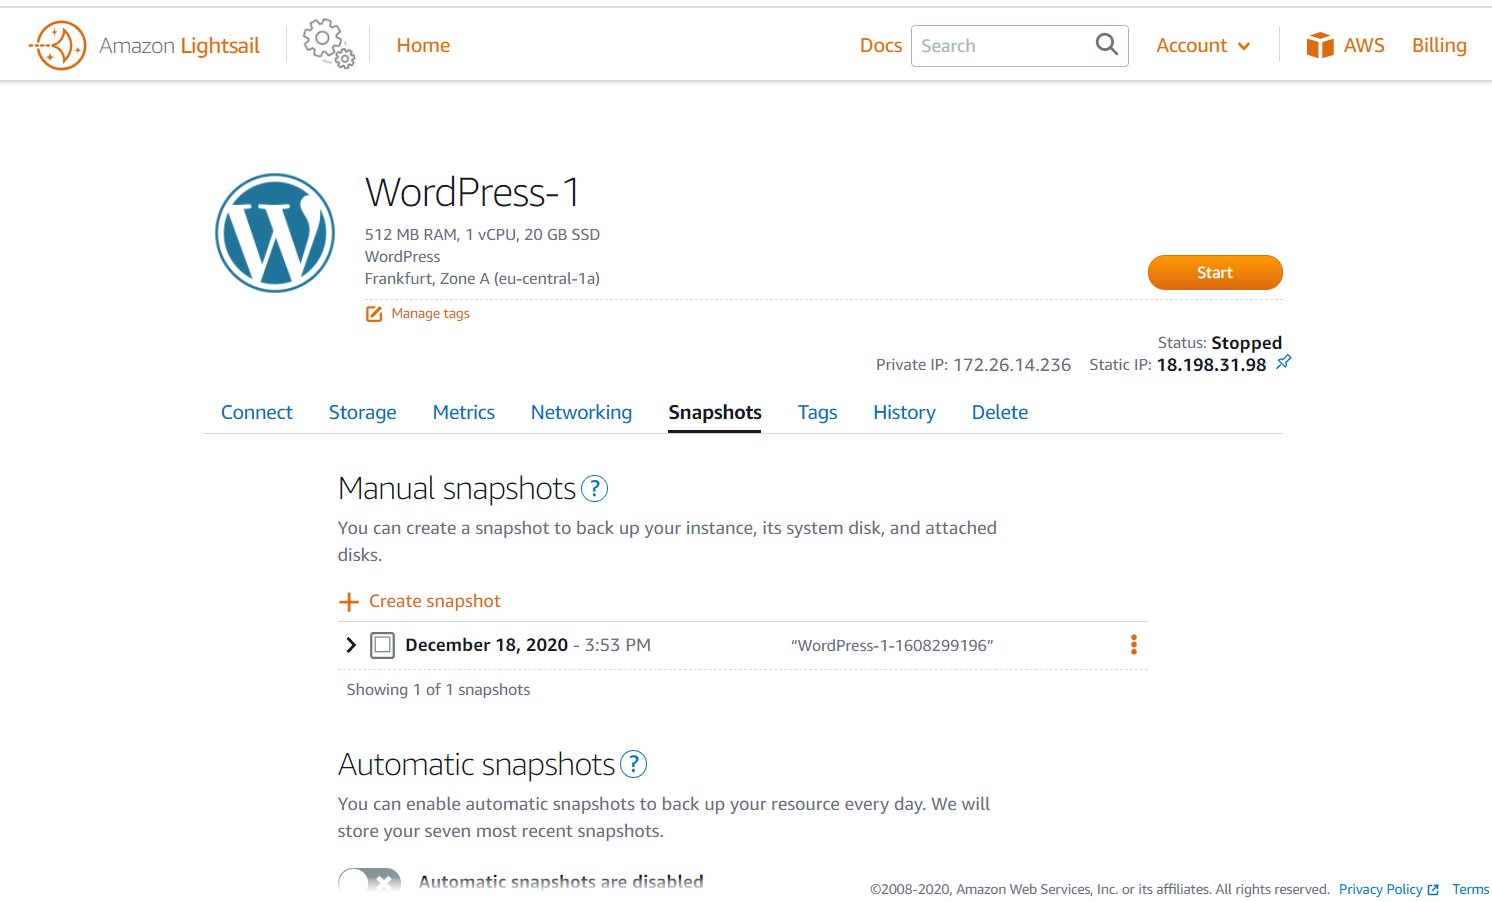 Amazon Lightsail Home Docs Search Account AWS Billing
WordPress-1
512 MB RAM, 1 vCPU, 20 GB SSD
WordPress
Frankfurt, Zone A (eu-central-1a)
Start
Manage tags
Status: Stopped
Private IP: 172.26.14.236 Static IP: 18.198.31.98
Connect Storage Metrics Networking Snapshots Tags History Delete
Manual snapshots ?
You can create a snapshot to back up your instance, its system disk, and attached
disks.
+ Create snapshot
December 18, 2020 - 3:53 PM “WordPress-1-1608299196”
Showing 1 of 1 snapshots
Automatic snapshots ?
You can enable automatic snapshots to back up your resource every day. We will
store your seven most recent snapshots.
Automatic snapshots are disabled
©2008-2020, Amazon Web Services, Inc. or its affiliates. All rights reserved. Privacy Policy Terms